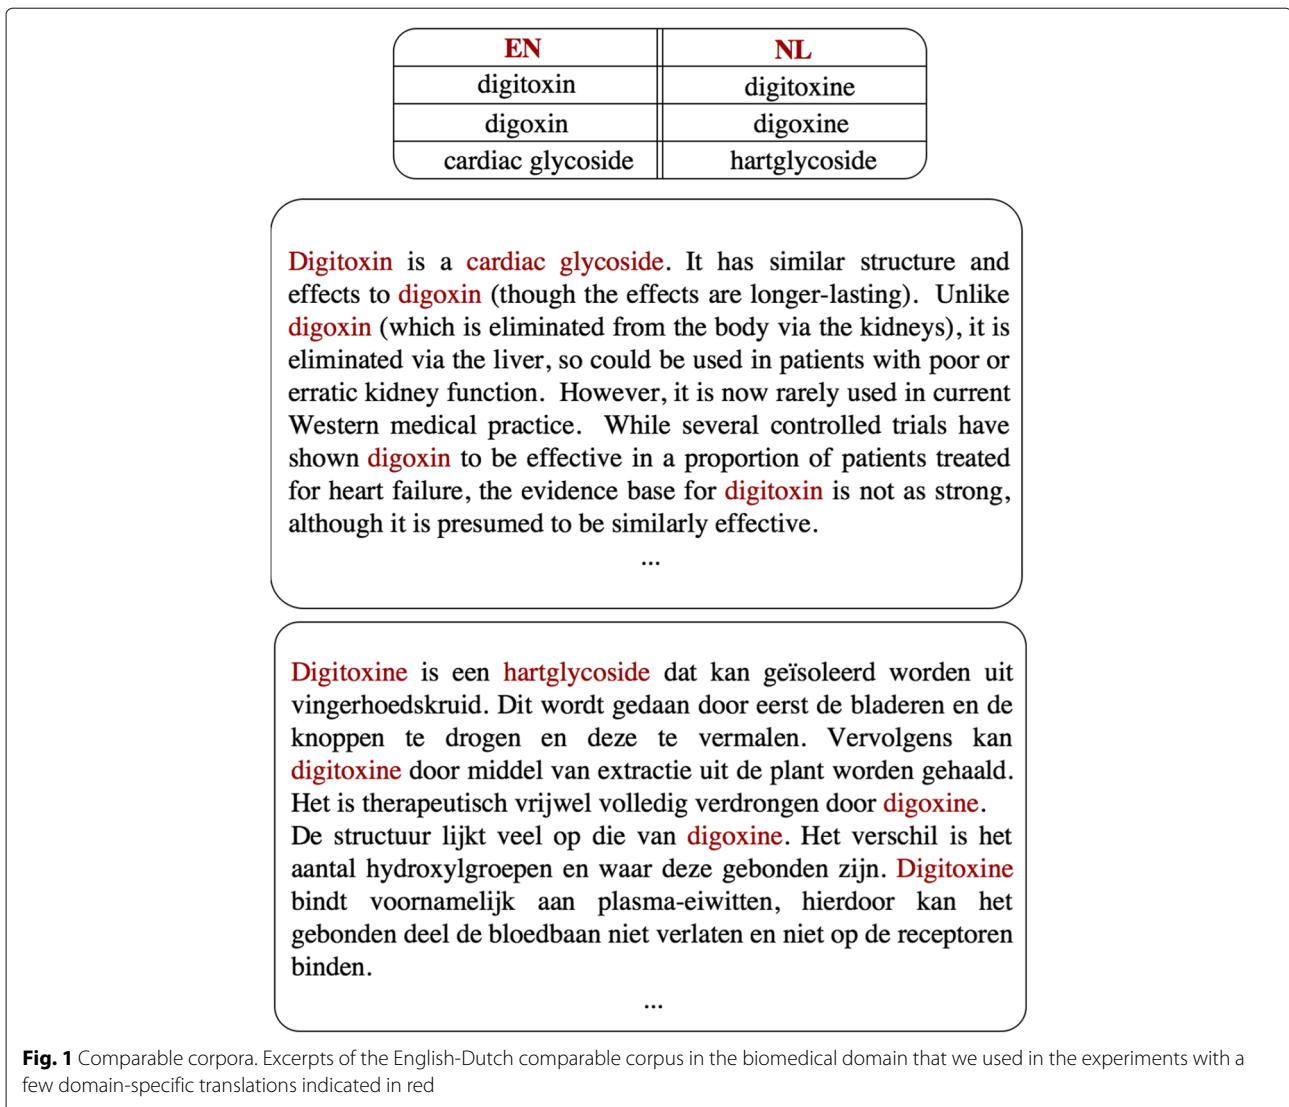 EN NL
digitoxin digitoxine
digoxin digoxine
cardiac glycoside hartglycoside
Digitoxin is a cardiac glycoside. It has similar structure and
effects to digoxin (though the effects are longer-lasting). Unlike
digoxin (which is eliminated from the body via the kidneys), it is
eliminated via the liver, so could be used in patients with poor or
erratic kidney function. However, it is now rarely used in current
Western medical practice. While several controlled trials have
shown digoxin to be effective in a proportion of patients treated
for heart failure, the evidence base for digitoxin is not as strong,
although it is presumed to be similarly effective.
...
Digitoxine is een hartglycoside dat kan geïsoleerd worden uit
vingerhoedskruid. Dit wordt gedaan door eerst de bladeren en de
knoppen te drogen en deze te vermalen. Vervolgens kan
digitoxine door middel van extractie uit de plant worden gehaald.
Het is therapeutisch vrijwel volledig verdrongen door digoxine.
De structuur lijkt veel op die van digoxine. Het verschil is het
aantal hydroxylgroepen en waar deze gebonden zijn. Digitoxine
bindt voornamelijk aan plasma-eiwitten, hierdoor kan het
gebonden deel de bloedbaan niet verlaten en niet op de receptoren
binden.
...
Fig. 1 Comparable corpora. Excerpts of the English-Dutch comparable corpus in the biomedical domain that we used in the experiments with a
few domain-specific translations indicated in red